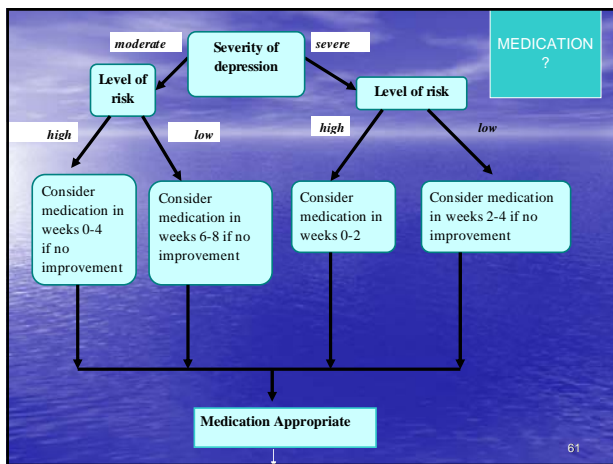 moderate
Severity of
depression
severe
MEDICATION
?
Level of
risk
Level of
risk
high
low
high
low
Consider
medication in
weeks 0-4
if no
improvement
Consider
medication in
weeks 6-8 if no
improvement
Consider
medication in
weeks 0-2
Consider medication
in weeks 2-4 if no
improvement
Medication Appropriate
61